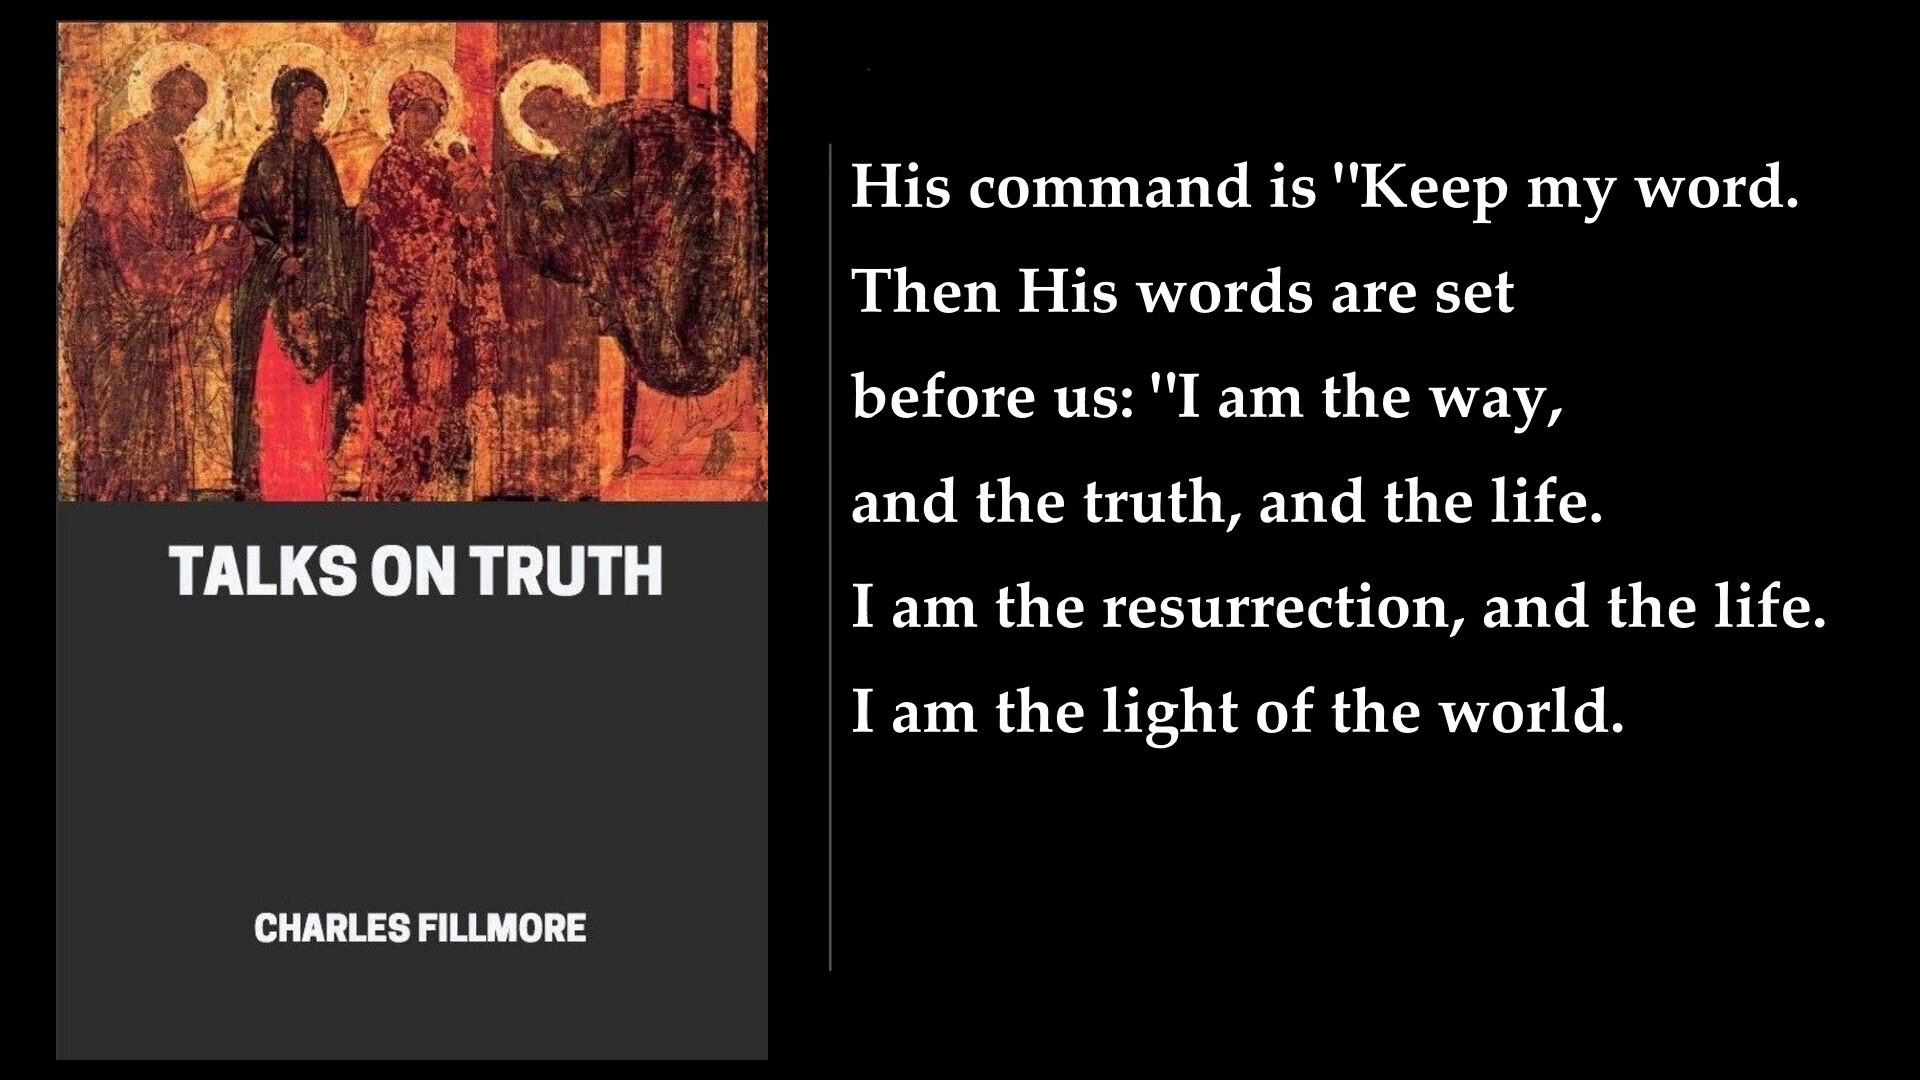 TALKS ON TRUTH
CHARLES FILLMORE
His command is "Keep my word.
Then His words are set
before us: "I am the way,
and the truth, and the life.
I am the resurrection, and the life.
I am the light of the world.